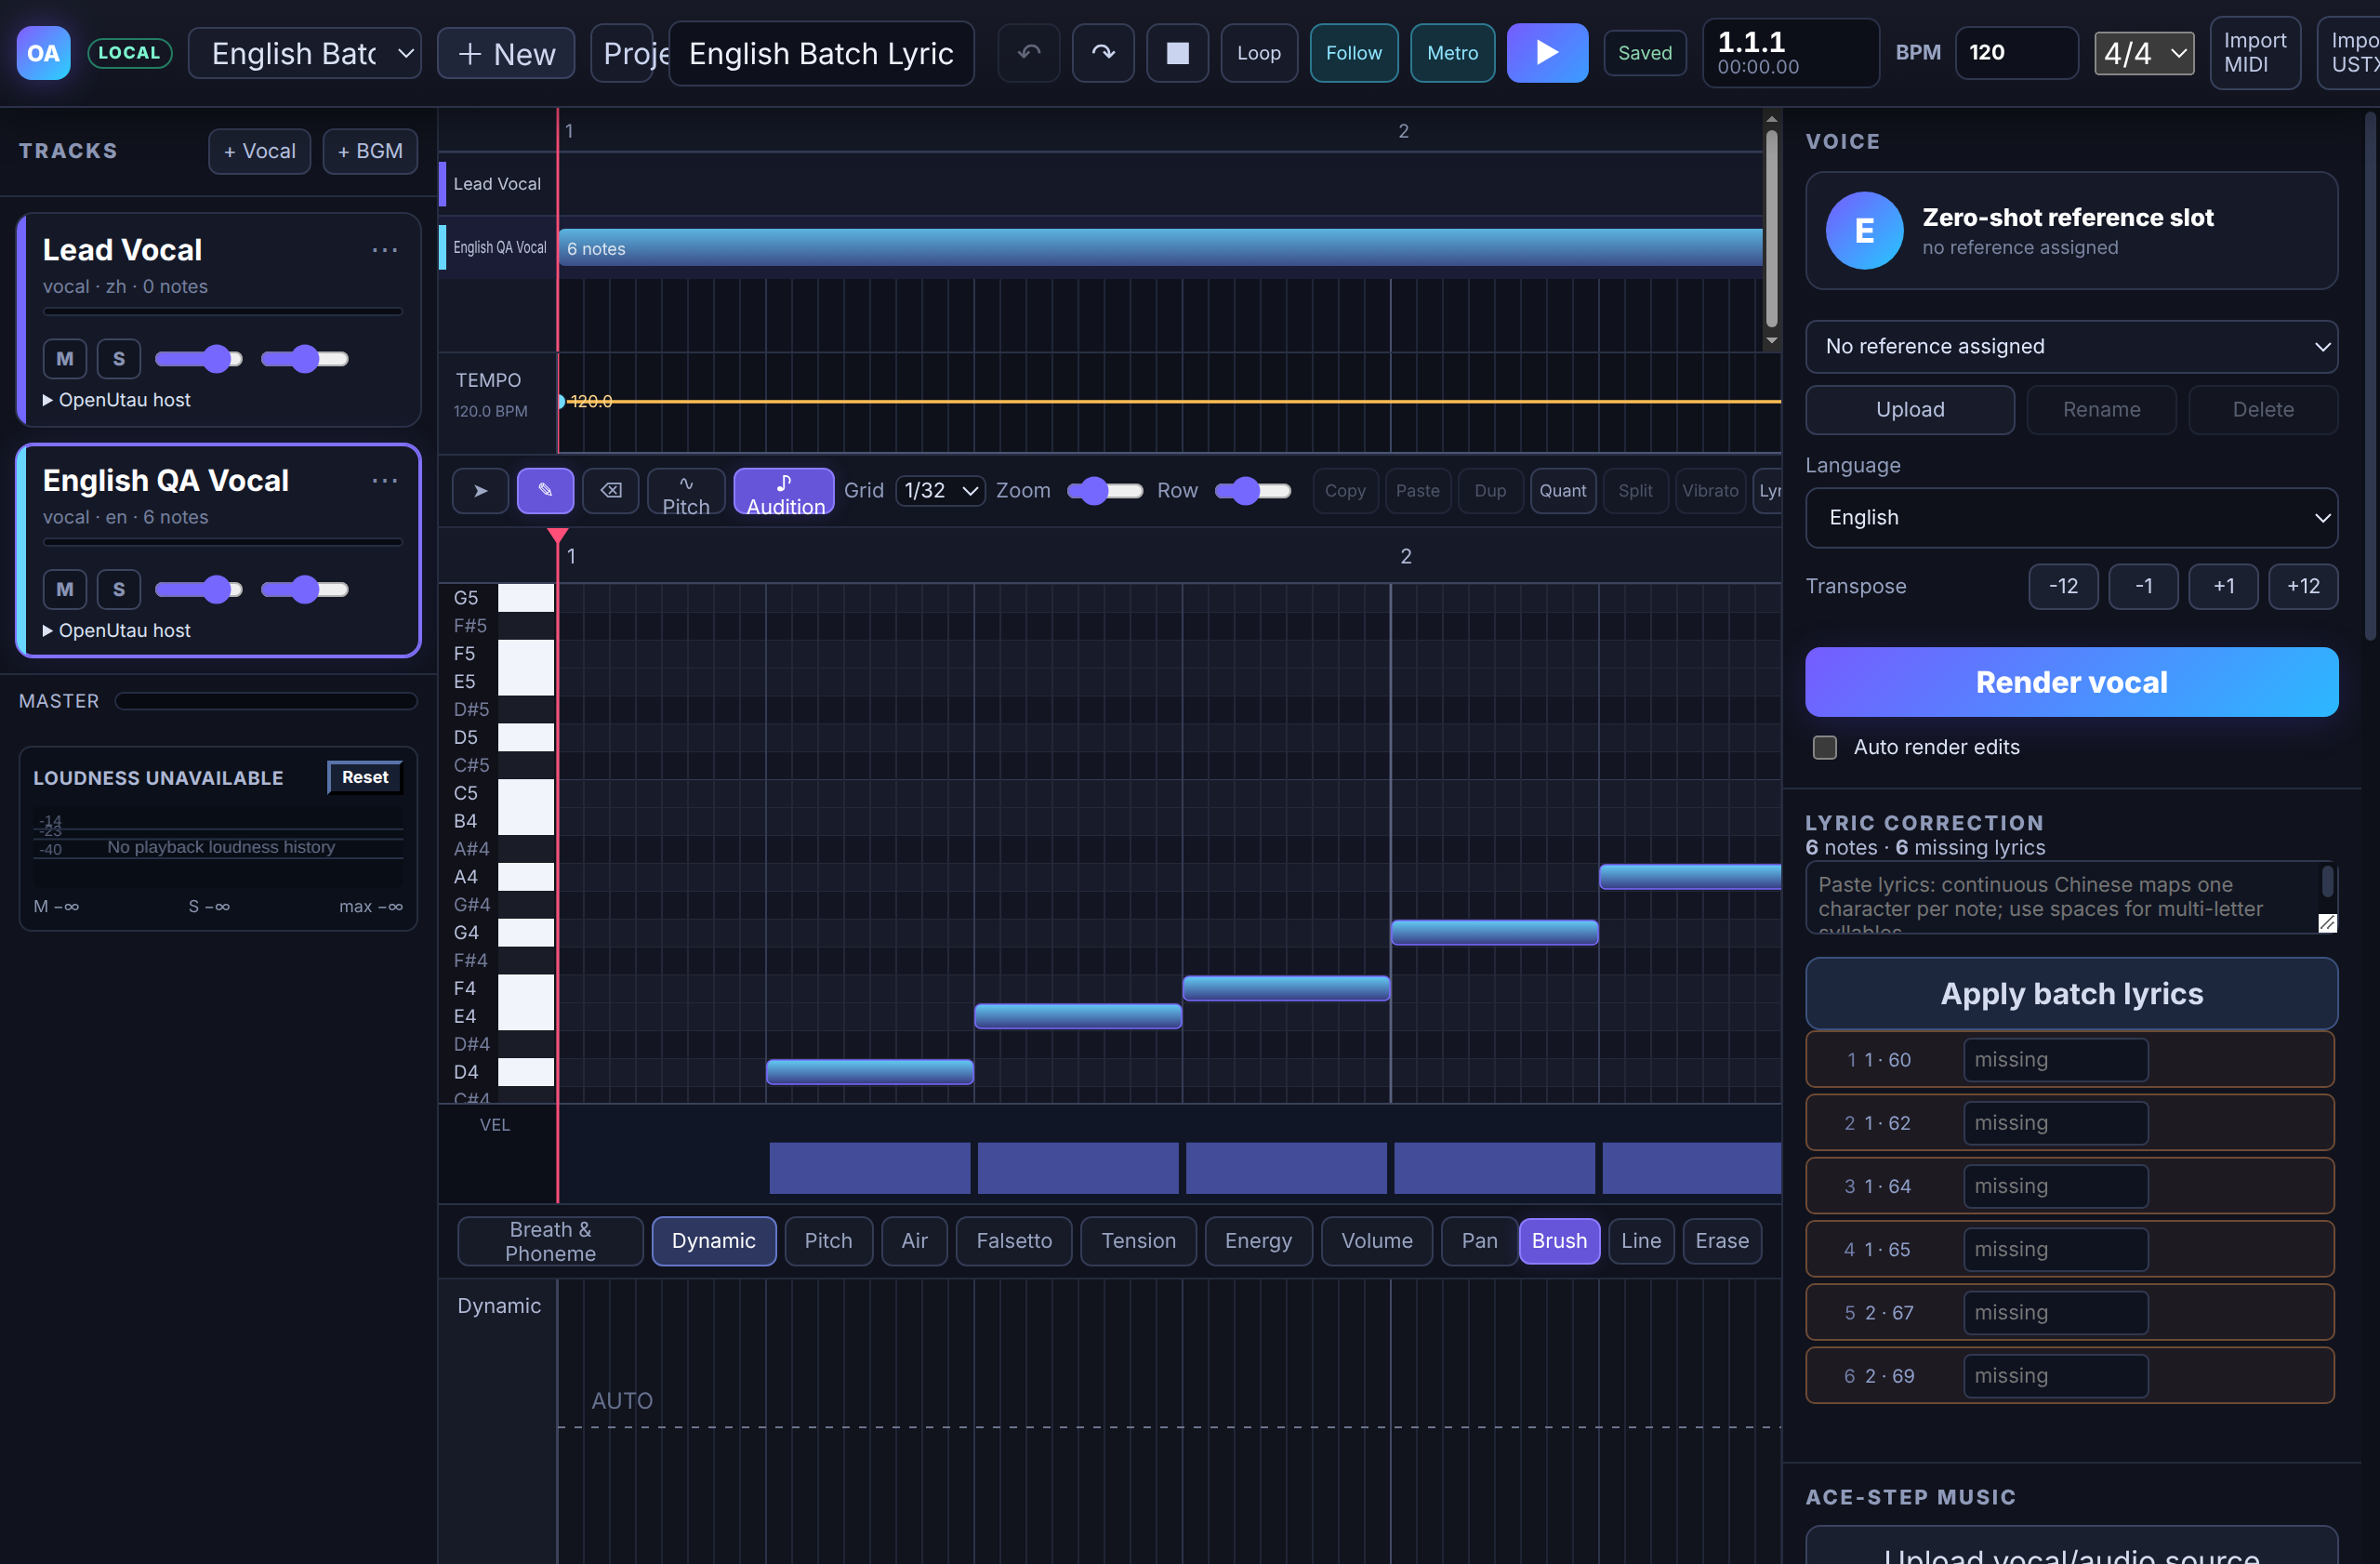 OA LOCAL English Batc + New Proje English Batch Lyric Loop Follow Metro Saved 1.1.1 BPM 120 4/4 Import Impo
00:00.00 MIDI USTX
TRACKS + Vocal + BGM
Lead Vocal ...
vocal · zh · 0 notes
M S
OpenUtau host
English QA Vocal ...
vocal · en · 6 notes
M S
OpenUtau host
MASTER
LOUDNESS UNAVAILABLE Reset
-14
-23
-40 No playback loudness history
M −∞ S −∞ max −∞
1 2
Lead Vocal
English QA Vocal 6 notes
TEMPO
120.0 BPM 120.0
Pitch Audition Grid 1/32 Zoom Row Copy Paste Dup Quant Split Vibrato Lyr
1 2
G5
F#5
F5
E5
D#5
D5
C#5
C5
B4
A#4
A4
G#4
G4
F#4
F4
E4
D#4
D4
C#4
VEL
Breath & Phoneme Dynamic Pitch Air Falsetto Tension Energy Volume Pan Brush Line Erase
Dynamic
AUTO
VOICE
E Zero-shot reference slot
no reference assigned
No reference assigned
Upload Rename Delete
Language
English
Transpose -12 -1 +1 +12
Render vocal
Auto render edits
LYRIC CORRECTION
6 notes · 6 missing lyrics
Paste lyrics: continuous Chinese maps one
character per note; use spaces for multi-letter
syllables
Apply batch lyrics
1 1 · 60 missing
2 1 · 62 missing
3 1 · 64 missing
4 1 · 65 missing
5 2 · 67 missing
6 2 · 69 missing
ACE-STEP MUSIC
Upload vocal/audio source